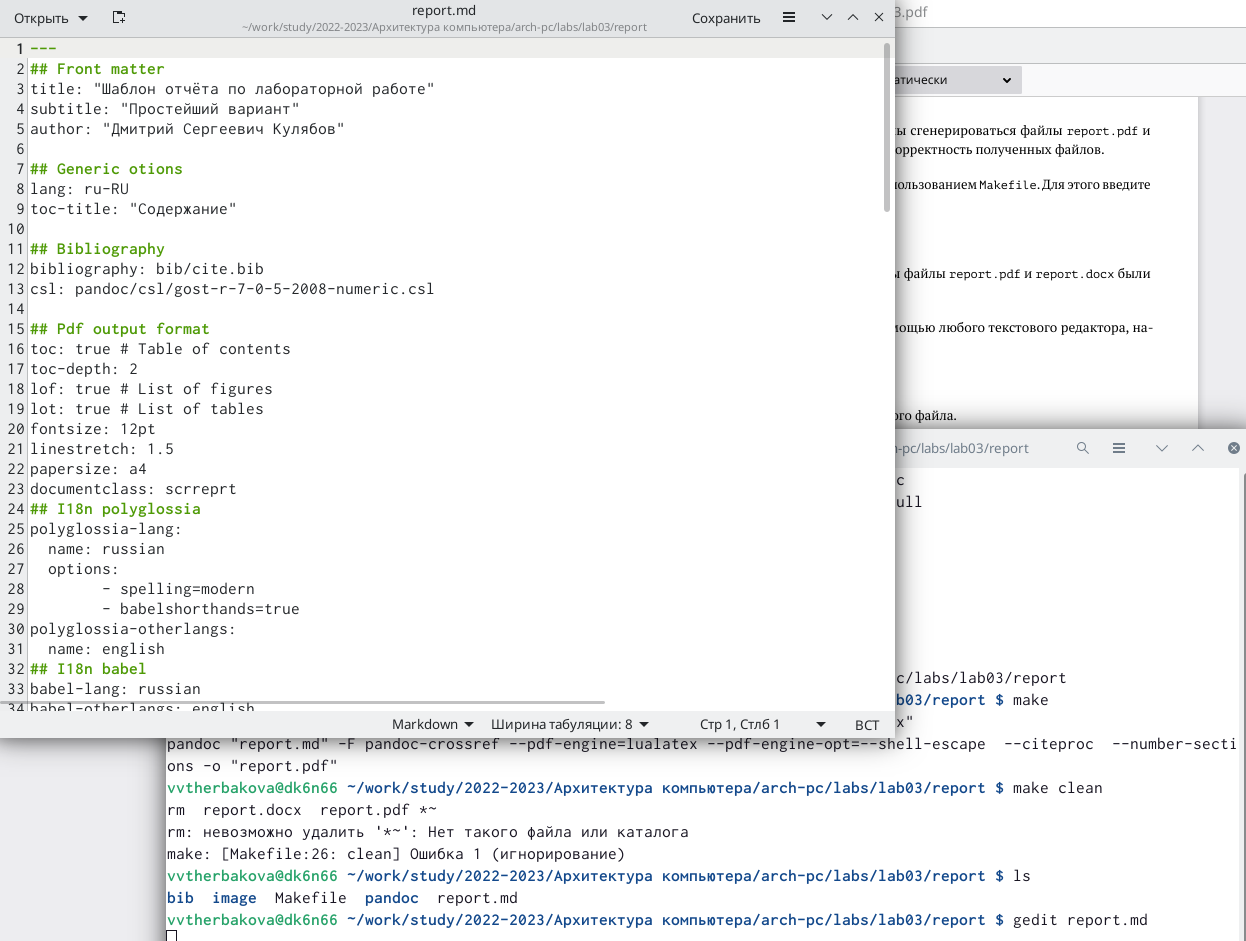 Открыть
report.md
~/work/study/2022-2023/Архитектура компьютера/arch-pc/labs/lab03/report
Сохранить
3.pdf
1 ---
2 ## Front matter
3 title: "Шаблон отчёта по лабораторной работе"
4 subtitle: "Простейший вариант"
5 author: "Дмитрий Сергеевич Кулябов"
6
7 ## Generic otions
8 lang: ru-RU
9 toc-title: "Содержание"
10
11 ## Bibliography
12 bibliography: bib/cite.bib
13 csl: pandoc/csl/gost-r-7-0-5-2008-numeric.csl
14
15 ## Pdf output format
16 toc: true # Table of contents
17 toc-depth: 2
18 lof: true # List of figures
19 lot: true # List of tables
20 fontsize: 12pt
21 linestretch: 1.5
22 papersize: a4
23 documentclass: scrreprt
24 ## I18n polyglossia
25 polyglossia-lang:
26   name: russian
27   options:
28         - spelling=modern
29         - babelshorthands=true
30 polyglossia-otherlangs:
31   name: english
32 ## I18n babel
33 babel-lang: russian
34 babel-otherlangs: english
Markdown
Ширина табуляции: 8
Стр 1, Стлб 1
ВСТ
атически
ы сгенерироваться файлы report.pdf и
орректность полученных файлов.
ользованием Makefile. Для этого введите
ы файлы report.pdf и report.docx были
мощью любого текстового редактора, на-
ого файла.
-pc/labs/lab03/report
c
ull
c/labs/lab03/report
b03/report $ make
x"
pandoc "report.md" -F pandoc-crossref --pdf-engine=lualatex --pdf-engine-opt=--shell-escape  --citeproc  --number-secti
ons -o "report.pdf"
vvtherbakova@dk6n66 ~/work/study/2022-2023/Архитектура компьютера/arch-pc/labs/lab03/report $ make clean
rm  report.docx  report.pdf *~
rm: невозможно удалить '*~': Нет такого файла или каталога
make: [Makefile:26: clean] Ошибка 1 (игнорирование)
vvtherbakova@dk6n66 ~/work/study/2022-2023/Архитектура компьютера/arch-pc/labs/lab03/report $ ls
bib  image  Makefile  pandoc  report.md
vvtherbakova@dk6n66 ~/work/study/2022-2023/Архитектура компьютера/arch-pc/labs/lab03/report $ gedit report.md